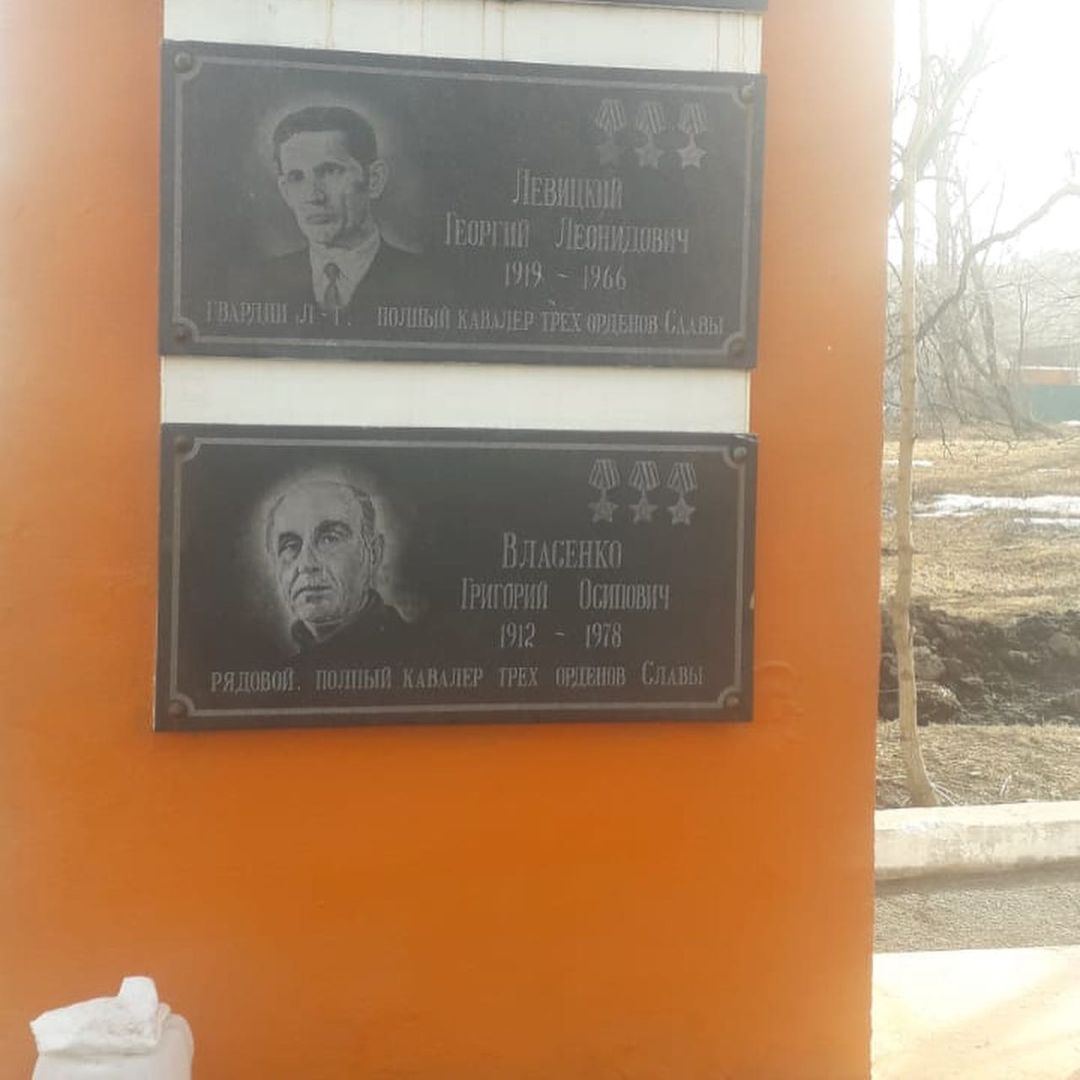 Левицкий
Георгий Леонидович
1919 - 1966
гвардии л-т. полный кавалер трех орденов Славы
Власенко
Григорий Осипович
1912 - 1978
рядовой. полный кавалер трех орденов Славы